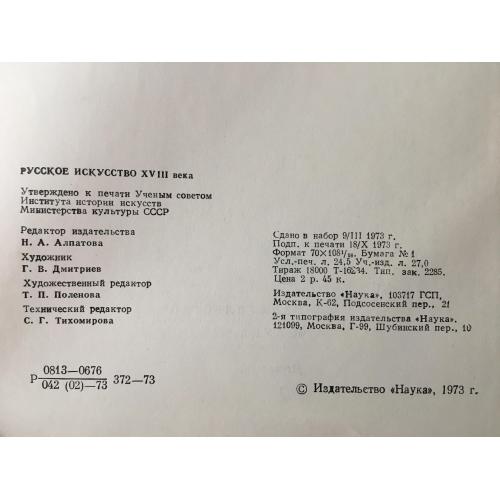 РУССКОЕ ИСКУССТВО XVIII века
Утверждено к печати Ученым советом
Института истории искусств
Министерства культуры СССР
Редактор издательства
Н. А. Алпатова
Художник
Г. В. Дмитриев
Художественный редактор
Т. П. Поленова
Технический редактор
С. Г. Тихомирова
Сдано в набор 9/III 1973 г.
Подп. к печати 18/X 1973 г.
Формат 70×108¹/₁₆. Бумага № 1
Усл.-печ. л. 24,5 Уч.-изд. л. 27,0
Тираж 18000 Т-16234. Тип. зак. 2285.
Цена 2 р. 45 к.
Издательство «Наука», 103717 ГСП,
Москва, К-62, Подсосенский пер., 21
2-я типография издательства «Наука».
121099, Москва, Г-99, Шубинский пер., 10
0813—0676
Р 372—73
042 (02)—73
© Издательство «Наука», 1973 г.